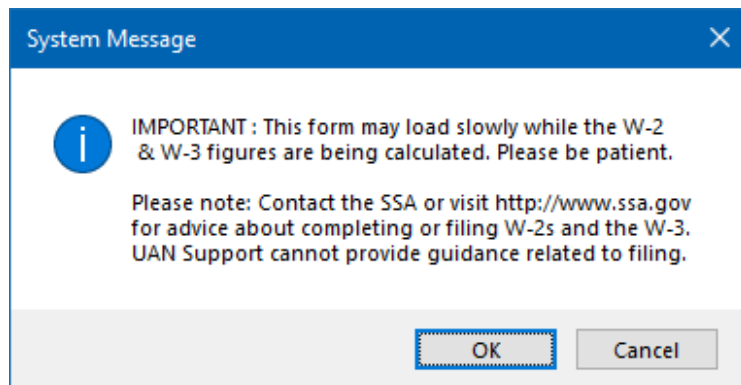 System Message
IMPORTANT : This form may load slowly while the W-2
& W-3 figures are being calculated. Please be patient.
Please note: Contact the SSA or visit http://www.ssa.gov
for advice about completing or filing W-2s and the W-3.
UAN Support cannot provide guidance related to filing.
OK
Cancel